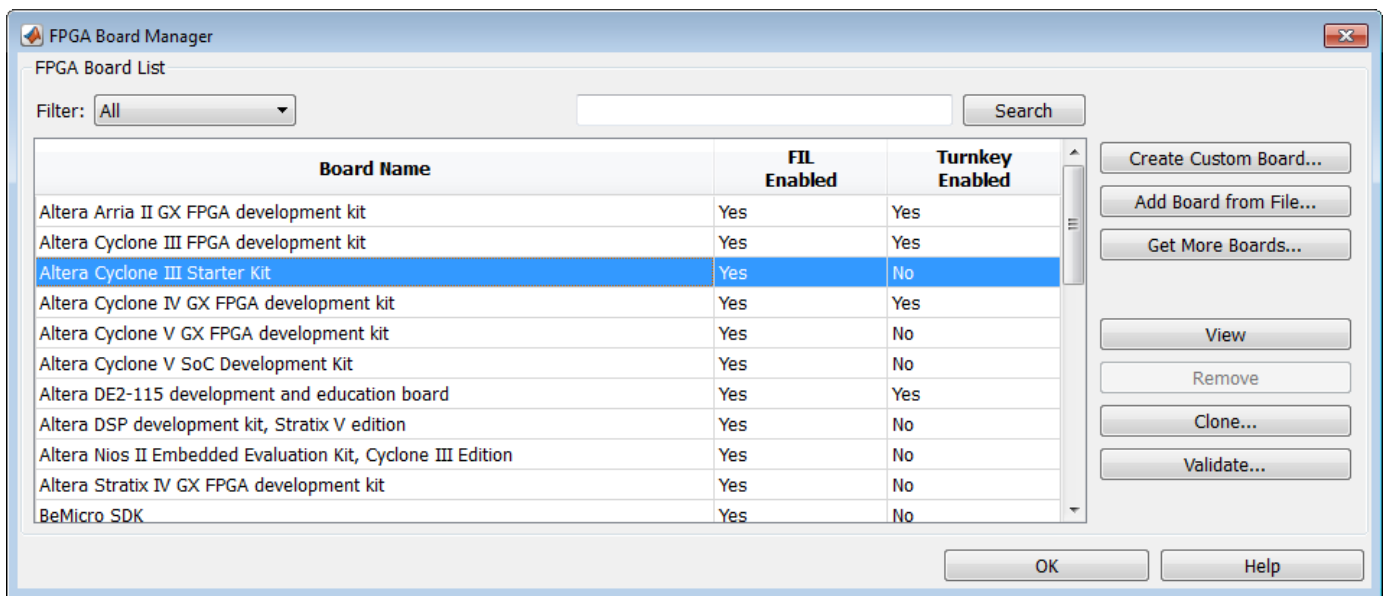 FPGA Board Manager
FPGA Board List
Filter: All Search
Board Name FIL Enabled Turnkey Enabled
Altera Arria II GX FPGA development kit Yes Yes
Altera Cyclone III FPGA development kit Yes Yes
Altera Cyclone III Starter Kit Yes No
Altera Cyclone IV GX FPGA development kit Yes Yes
Altera Cyclone V GX FPGA development kit Yes No
Altera Cyclone V SoC Development Kit Yes No
Altera DE2-115 development and education board Yes Yes
Altera DSP development kit, Stratix V edition Yes No
Altera Nios II Embedded Evaluation Kit, Cyclone III Edition Yes No
Altera Stratix IV GX FPGA development kit Yes No
BeMicro SDK Yes No
Create Custom Board...
Add Board from File...
Get More Boards...
View
Remove
Clone...
Validate...
OK Help